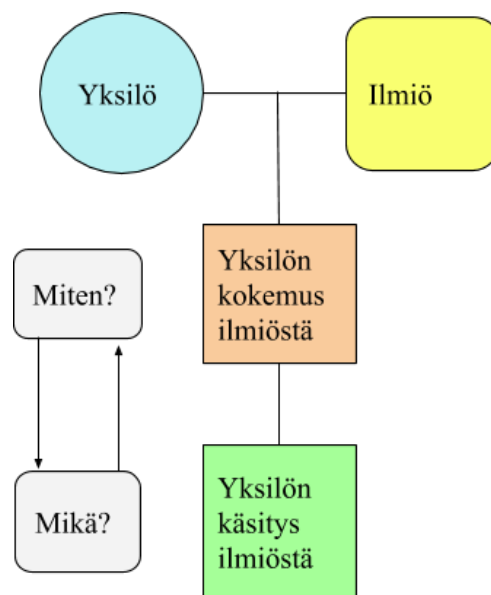 Yksilö
Ilmiö
Yksilön
kokemus
ilmiöstä
Miten?
Yksilön
käsitys
ilmiöstä
Mikä?